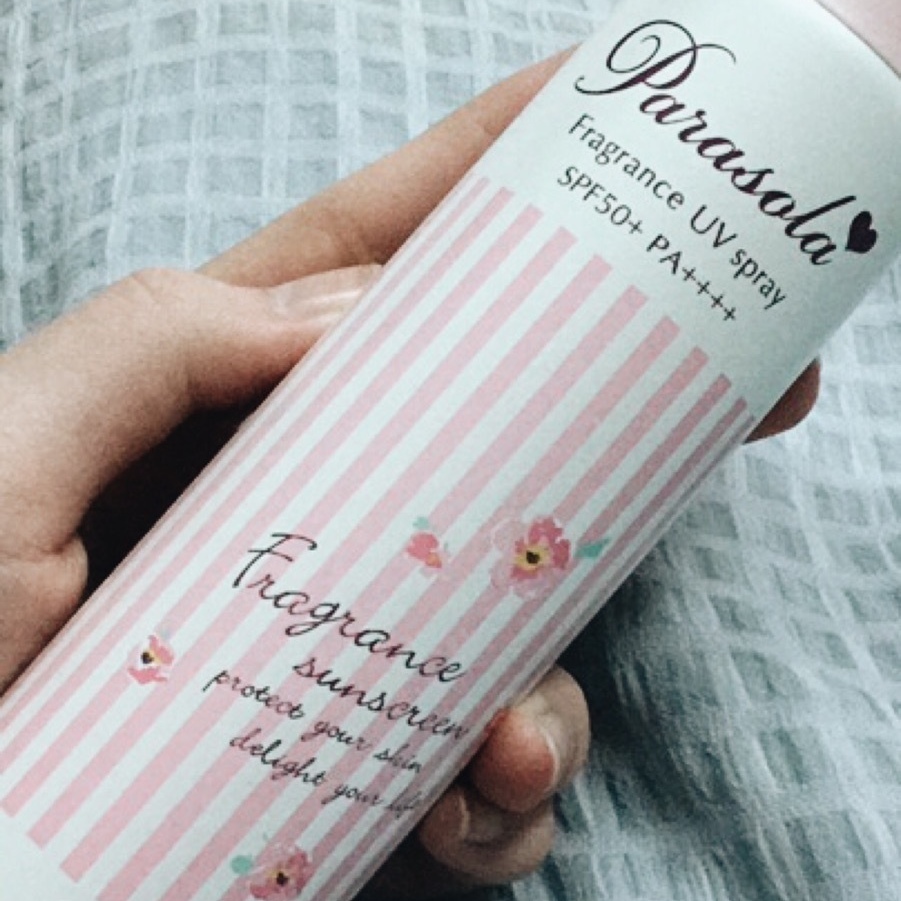 Parasola
Fragrance UV spray
SPF50+ PA++++
Fragrance
sunscreen
protect your skin
delight your life